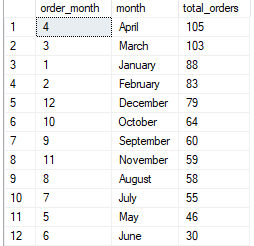 order_month month total_orders
1 4 April 105
2 3 March 103
3 1 January 88
4 2 February 83
5 12 December 79
6 10 October 64
7 9 September 60
8 11 November 59
9 8 August 58
10 7 July 55
11 5 May 46
12 6 June 30